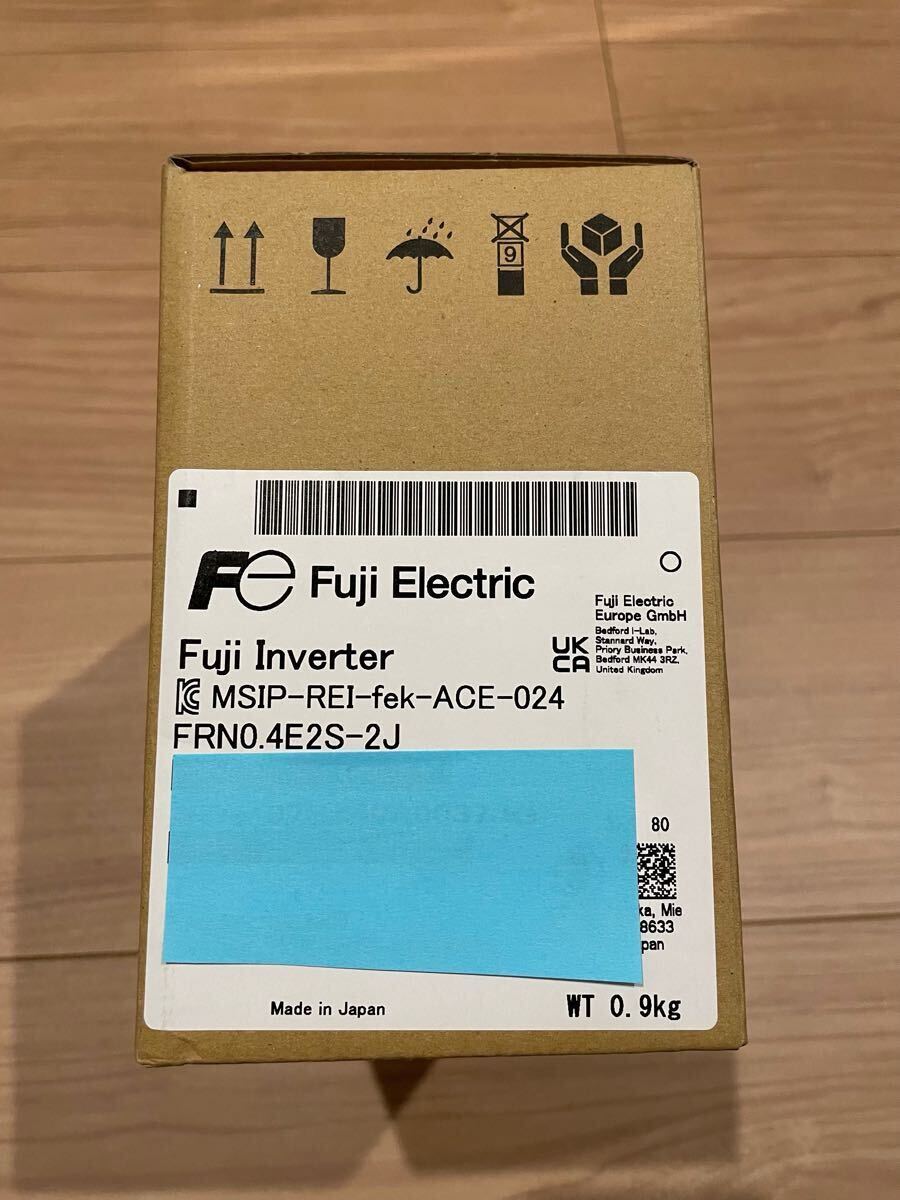 9
Fe Fuji Electric
Fuji Electric
Europe GmbH
Bedford i-Lab,
Stannard Way,
Priory Business Park,
Bedford MK44 3RZ,
United Kingdom
UK
CA
Fuji Inverter
MSIP-REI-fek-ACE-024
FRN0.4E2S-2J
80
ka, Mie
8633
pan
Made in Japan
WT 0.9kg